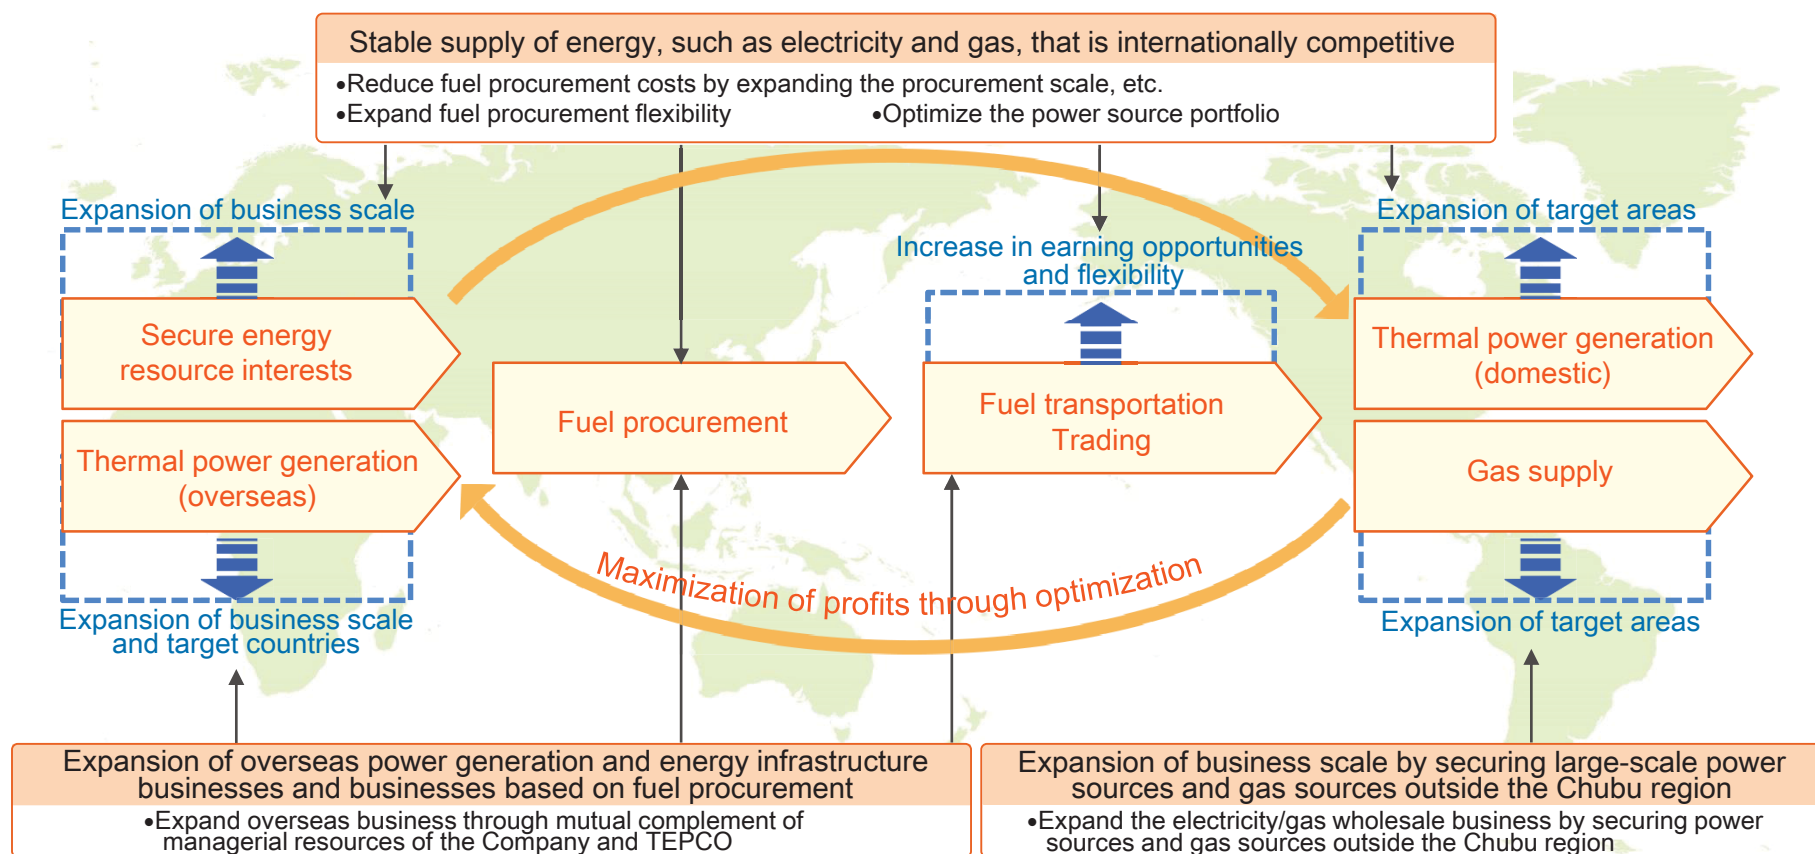 Stable supply of energy, such as electricity and gas, that is internationally competitive
•Reduce fuel procurement costs by expanding the procurement scale, etc.
•Expand fuel procurement flexibility •Optimize the power source portfolio
Expansion of business scale
Expansion of target areas
Increase in earning opportunities
and flexibility
Secure energy
resource interests
Thermal power generation
(overseas)
Fuel procurement
Fuel transportation
Trading
Thermal power generation
(domestic)
Gas supply
Maximization of profits through optimization
Expansion of business scale
and target countries
Expansion of target areas
Expansion of overseas power generation and energy infrastructure
businesses and businesses based on fuel procurement
•Expand overseas business through mutual complement of
managerial resources of the Company and TEPCO
Expansion of business scale by securing large-scale power
sources and gas sources outside the Chubu region
•Expand the electricity/gas wholesale business by securing power
sources and gas sources outside the Chubu region